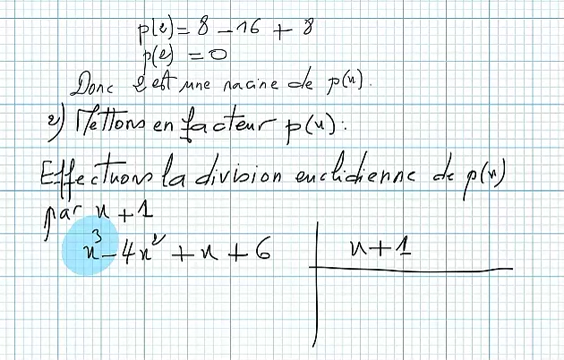 p(2) = 8 - 16 + 8
p(2) = 0
Donc 2 est une racine de p(x).
2) Mettons en facteur p(x) :
Effectuons la division euclidienne de p(x)
par x + 1
x³ - 4x² + x + 6 | x + 1